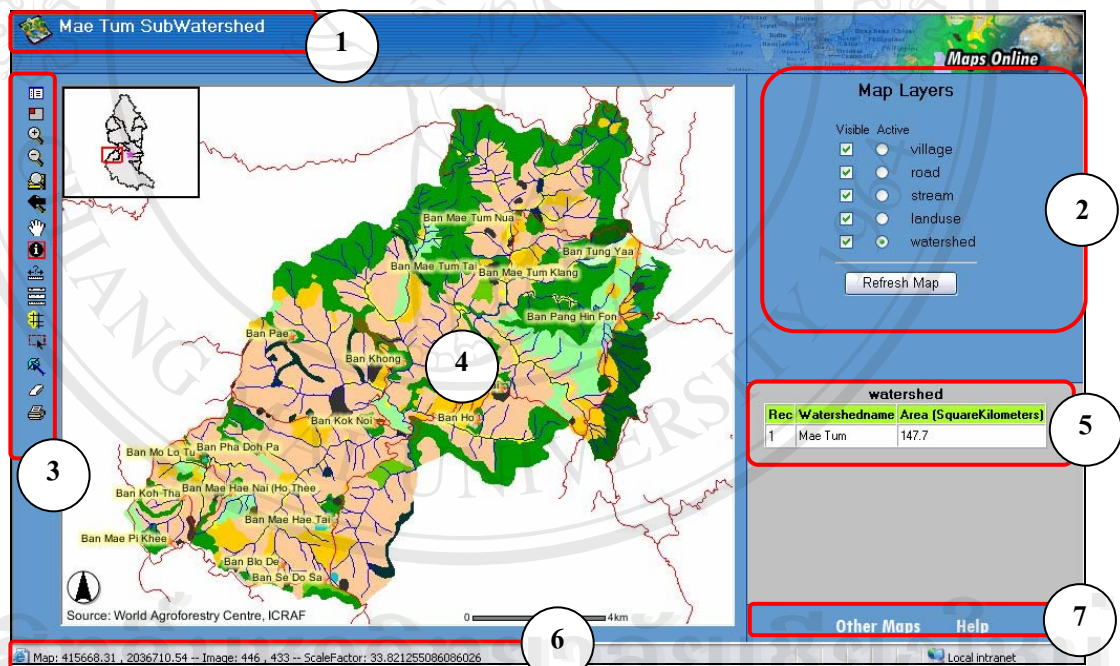 Mae Tum SubWatershed
1
Maps Online
Map Layers
Visible Active
village
road
stream
landuse
watershed
Refresh Map
2
3
Ban Mae Tum Nua
Ban Tung Yaa
Ban Mae Tum Tai
Ban Mae Tum Klang
Ban Pang Hin Fon
Ban Pae
Ban Khong
4
Ban Ho
Ban Kok Noi
Ban Pha Doh Pa
Ban Mo Lo Tu
Ban Koh Tha
Ban Mae Hae Nai (Ho Thee
Ban Mae Hae Tai
Ban Mae Pi Khee
Ban Blo De
Ban Se Do Sa
Source: World Agroforestry Centre, ICRAF
0 4km
watershed
Rec Watershedname Area (SquareKilometers)
1 Mae Tum 147.7
5
Other Maps Help
7
6
Map: 415668.31 , 2036710.54 -- Image: 446 , 433 -- ScaleFactor: 33.821255086086026
Local intranet
CHIANG MAI UNIVERSITY 1964